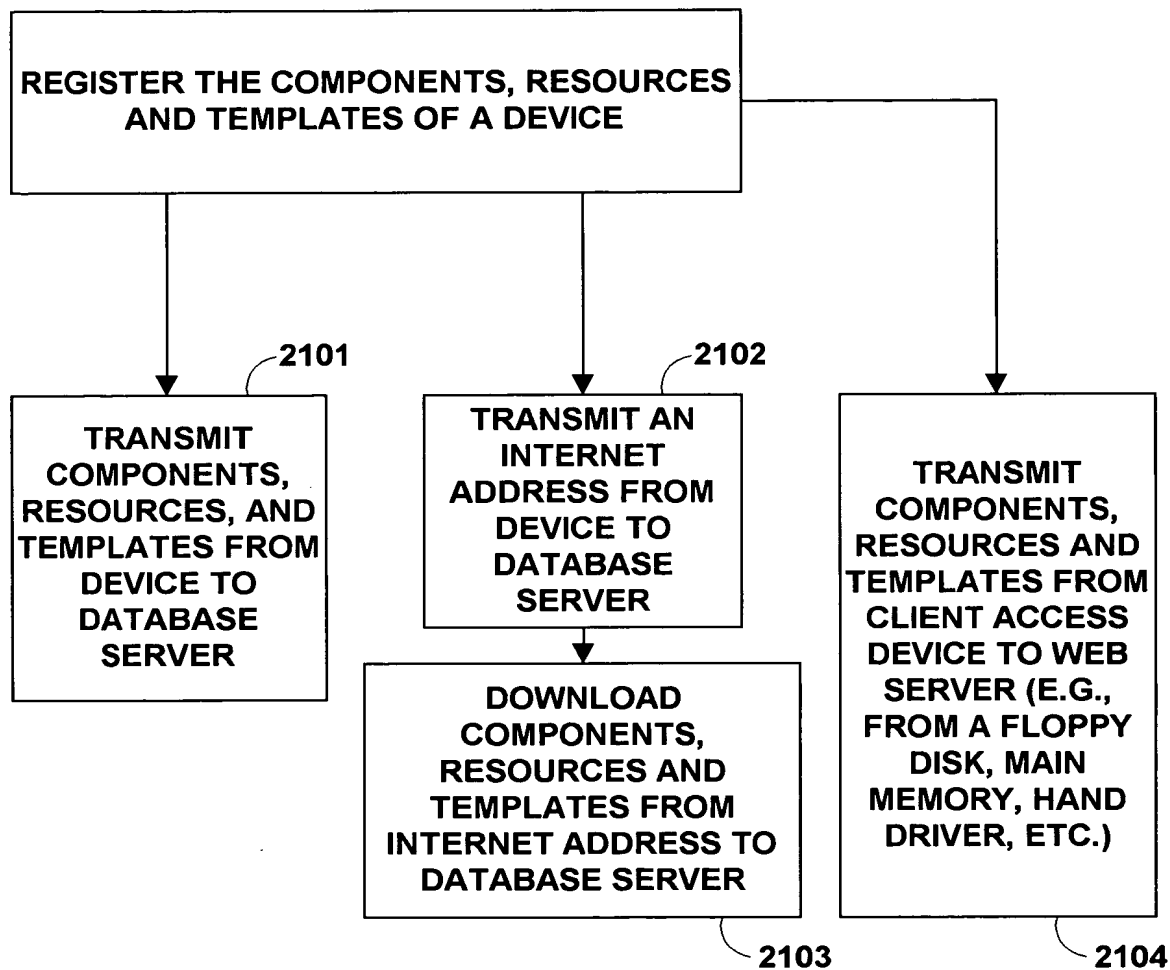 REGISTER THE COMPONENTS, RESOURCES
AND TEMPLATES OF A DEVICE
2101
TRANSMIT
COMPONENTS,
RESOURCES, AND
TEMPLATES FROM
DEVICE TO
DATABASE
SERVER
2102
TRANSMIT AN
INTERNET
ADDRESS FROM
DEVICE TO
DATABASE
SERVER
DOWNLOAD
COMPONENTS,
RESOURCES AND
TEMPLATES FROM
INTERNET ADDRESS TO
DATABASE SERVER
2103
TRANSMIT
COMPONENTS,
RESOURCES AND
TEMPLATES FROM
CLIENT ACCESS
DEVICE TO WEB
SERVER (E.G.,
FROM A FLOPPY
DISK, MAIN
MEMORY, HAND
DRIVER, ETC.)
2104